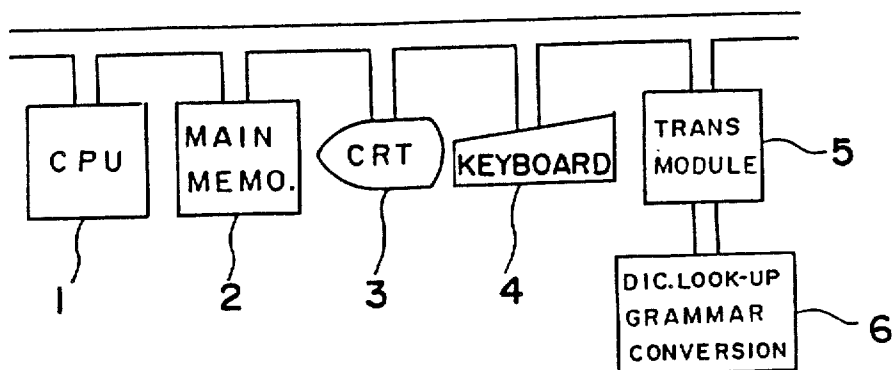 CPU
MAIN
MEMO.
CRT
KEYBOARD
TRANS
MODULE
5
1
2
3
4
DIC. LOOK-UP
GRAMMAR
CONVERSION
6